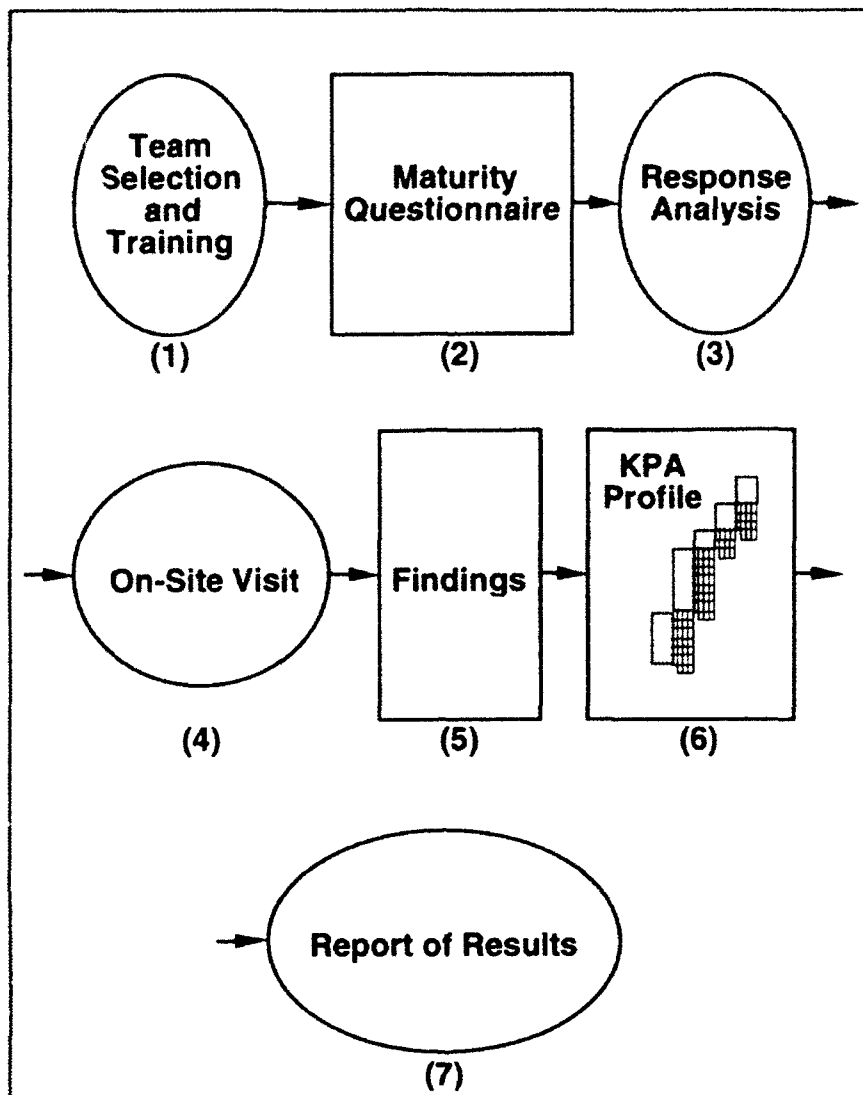 Team
Selection
and
Training
Maturity
Questionnaire
Response
Analysis
(1)
(2)
(3)
On-Site Visit
Findings
KPA
Profile
(4)
(5)
(6)
Report of Results
(7)